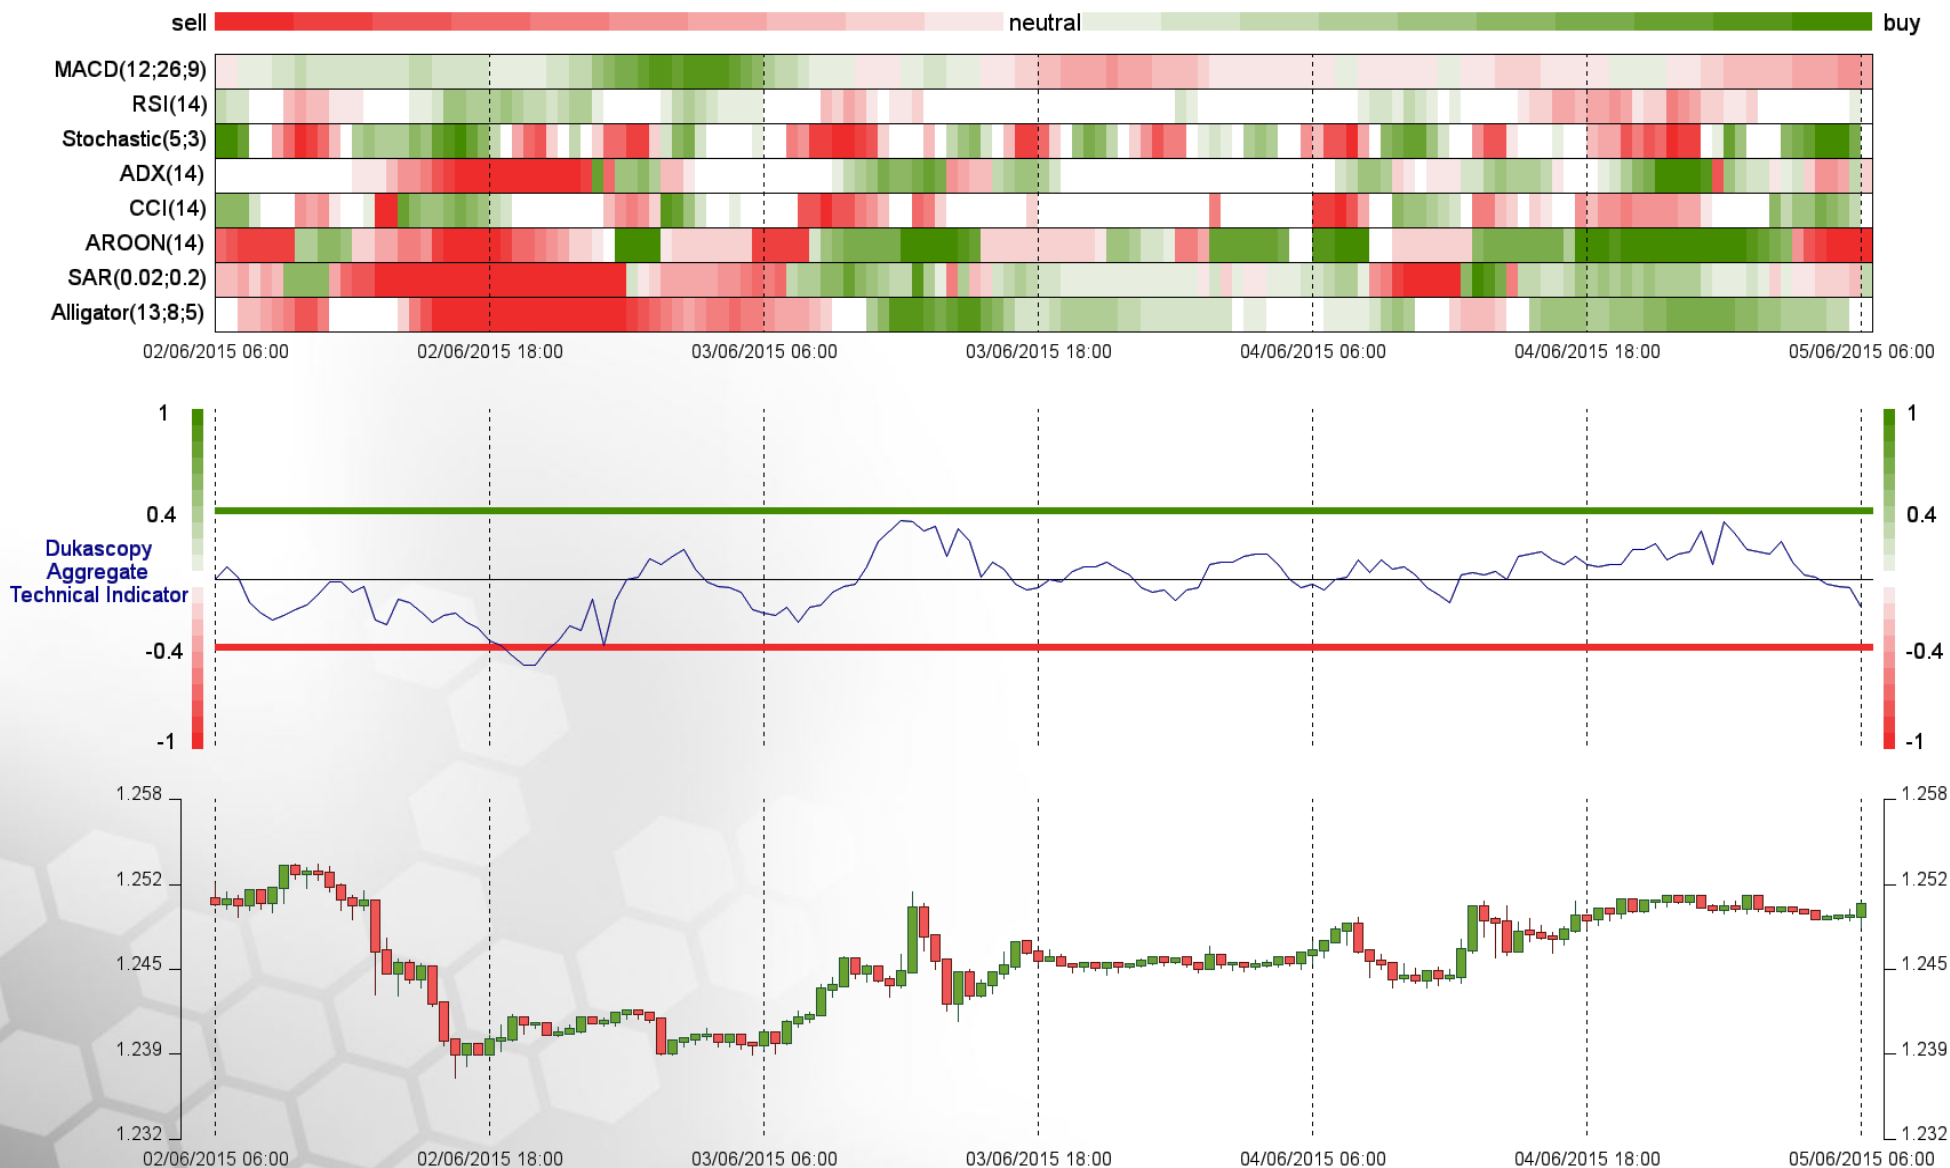 sell neutral buy
MACD(12;26;9)
RSI(14)
Stochastic(5;3)
ADX(14)
CCI(14)
AROON(14)
SAR(0.02;0.2)
Alligator(13;8;5)
02/06/2015 06:00 02/06/2015 18:00 03/06/2015 06:00 03/06/2015 18:00 04/06/2015 06:00 04/06/2015 18:00 05/06/2015 06:00
1 1
0.4 0.4
Dukascopy
Aggregate
Technical Indicator
-0.4 -0.4
-1 -1
1.258 1.258
1.252 1.252
1.245 1.245
1.239 1.239
1.232 1.232
02/06/2015 06:00 02/06/2015 18:00 03/06/2015 06:00 03/06/2015 18:00 04/06/2015 06:00 04/06/2015 18:00 05/06/2015 06:00